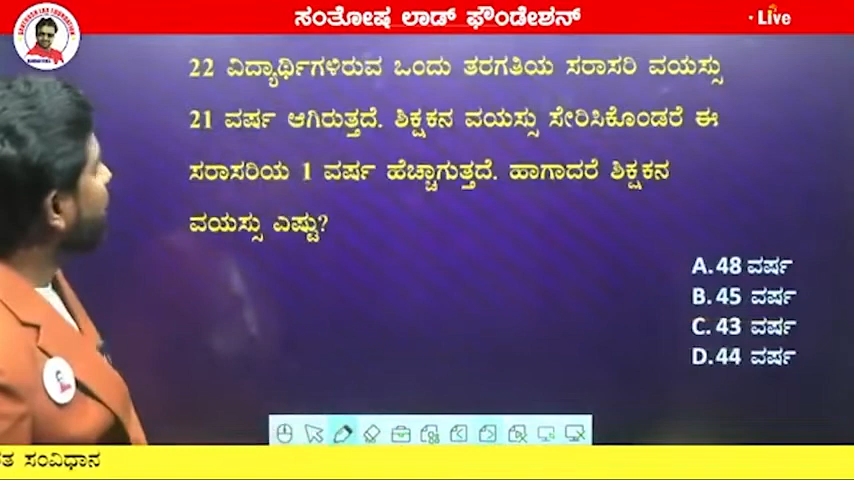 ಸಂತೋಷ ಲಾಡ್ ಫೌಂಡೇಶನ್
Live
22 ವಿದ್ಯಾರ್ಥಿಗಳಿರುವ ಒಂದು ತರಗತಿಯ ಸರಾಸರಿ ವಯಸ್ಸು
21 ವರ್ಷ ಆಗಿರುತ್ತದೆ. ಶಿಕ್ಷಕನ ವಯಸ್ಸು ಸೇರಿಸಿಕೊಂಡರೆ ಈ
ಸರಾಸರಿಯ 1 ವರ್ಷ ಹೆಚ್ಚಾಗುತ್ತದೆ. ಹಾಗಾದರೆ ಶಿಕ್ಷಕನ
ವಯಸ್ಸು ಎಷ್ಟು?
A.48 ವರ್ಷ
B.45 ವರ್ಷ
C.43 ವರ್ಷ
D.44 ವರ್ಷ
ತ ಸಂವಿಧಾನ